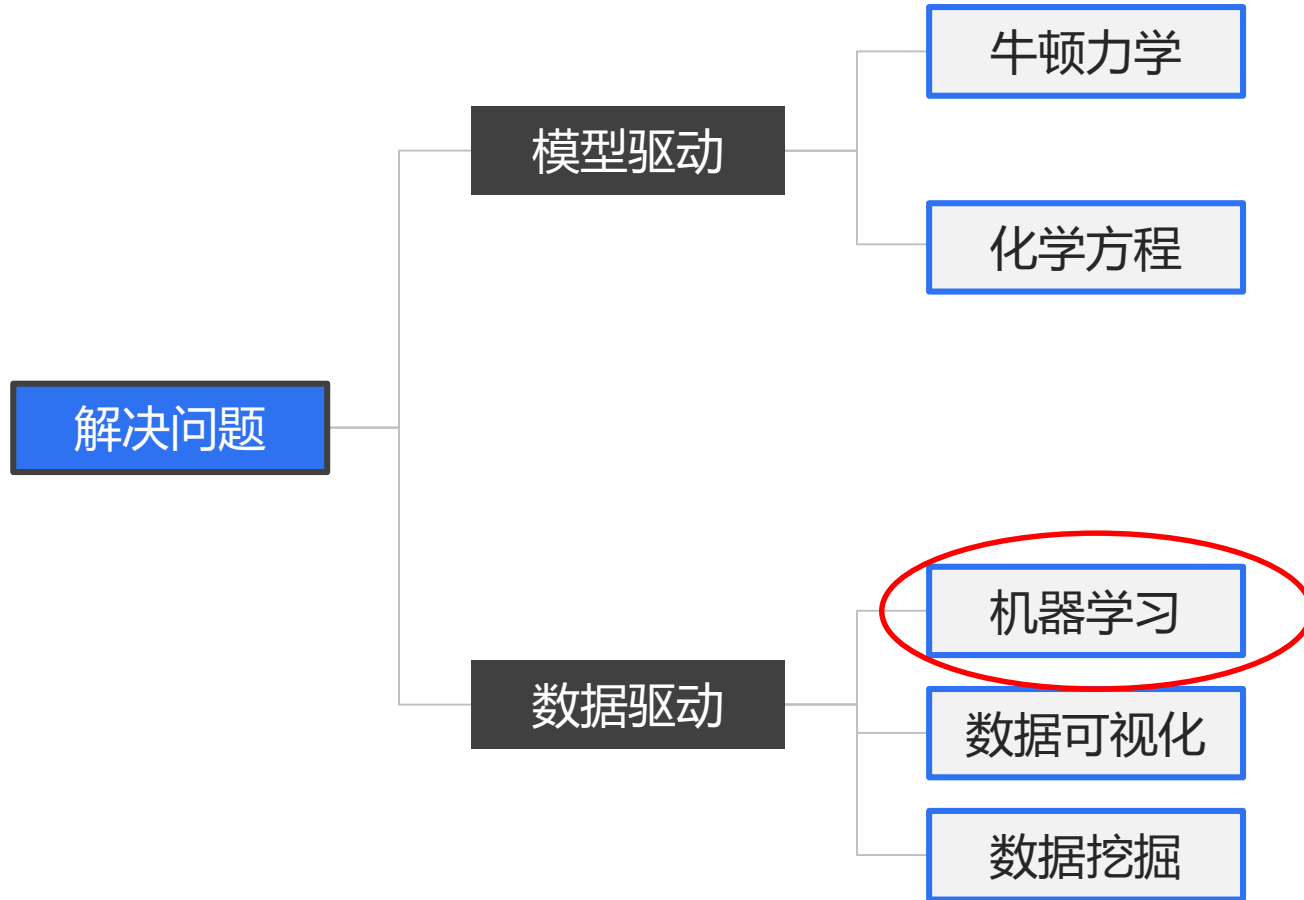 解决问题
模型驱动
牛顿力学
化学方程
数据驱动
机器学习
数据可视化
数据挖掘